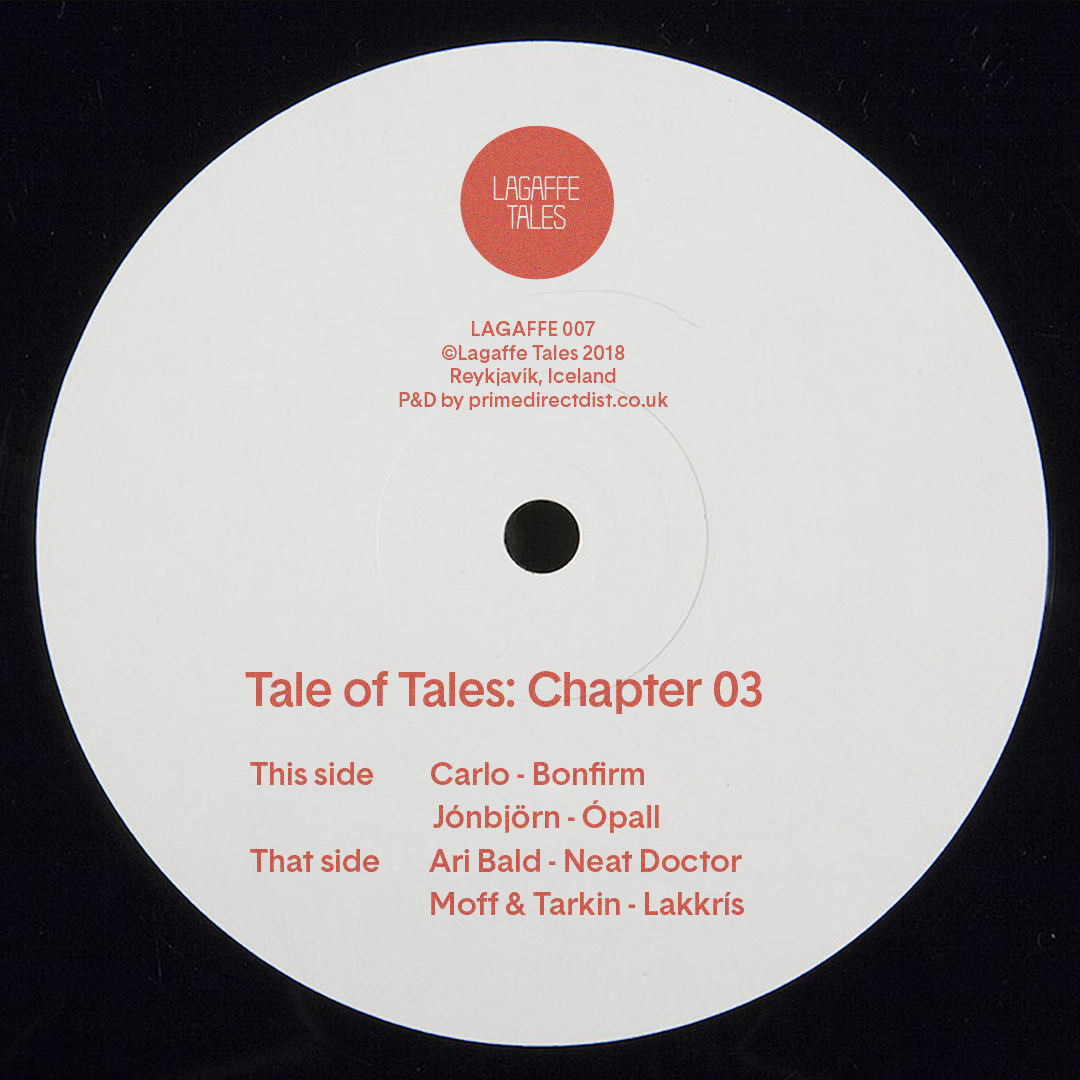 LAGAFFE
TALES
LAGAFFE 007
©Lagaffe Tales 2018
Reykjavík, Iceland
P&D by primedirectdist.co.uk
Tale of Tales: Chapter 03
This side Carlo - Bonfirm
Jónbjörn - Ópall
That side Ari Bald - Neat Doctor
Moff & Tarkin - Lakkrís